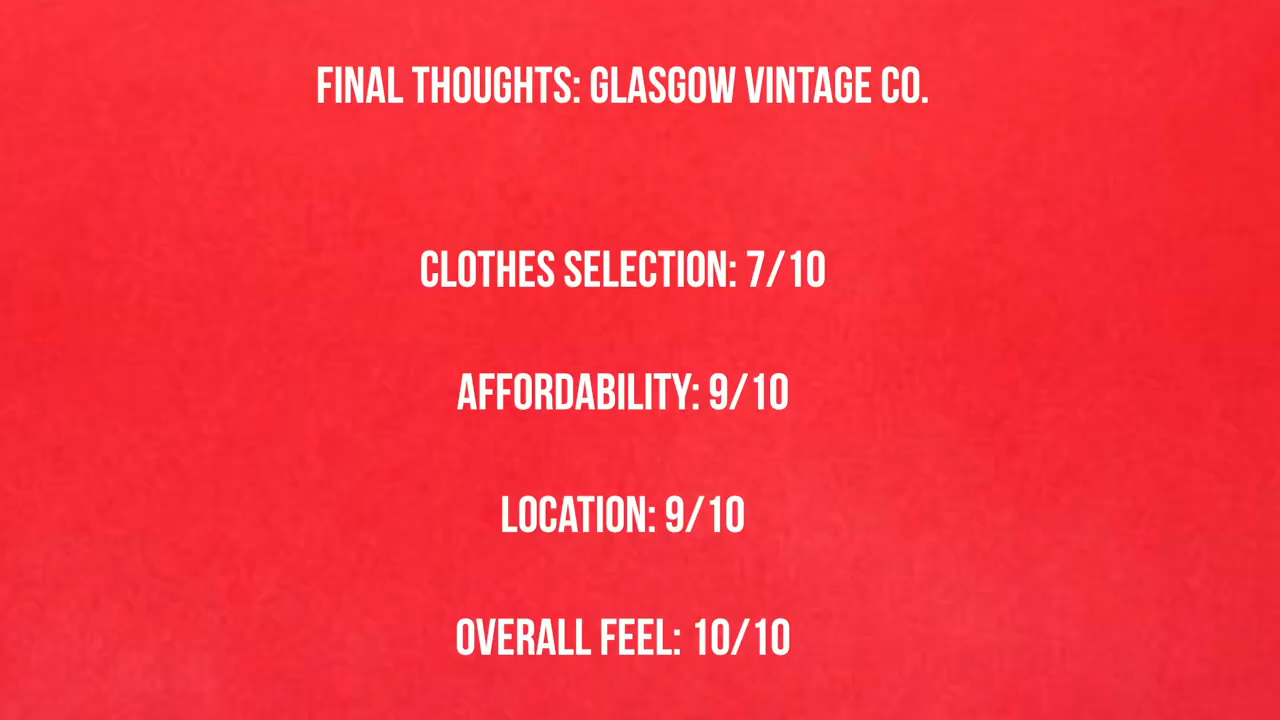 FINAL THOUGHTS: GLASGOW VINTAGE CO.
CLOTHES SELECTION: 7/10
AFFORDABILITY: 9/10
LOCATION: 9/10
OVERALL FEEL: 10/10